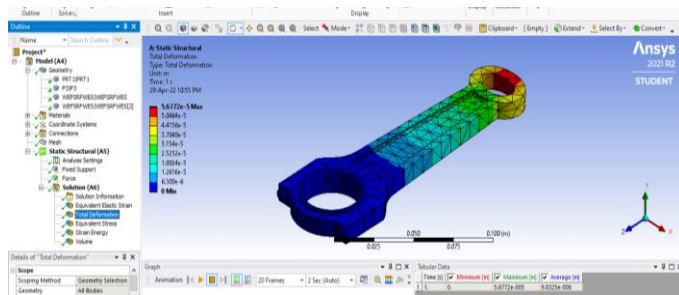 Outline
Solver
Insert
Display
Outline
Select Mode
Clipboard
[Empty]
Extend
Select By
Convert
Name
Search Outline
Project*
Model (A4)
Geometry
PRT1|PRT1
P3|P3
Materials
Coordinate Systems
Connections
Mesh
Static Structural (A5)
Analysis Settings
Fixed Support
Force
Solution (A6)
Solution Information
Equivalent Elastic Strain
Total Deformation
Equivalent Stress
Strain Energy
Volume
A: Static Structural
Total Deformation
Type: Total Deformation
Unit: m
Time: 1 s
29-Apr-22 10:55 PM
5.6772e-5 Max
5.0464e-5
4.4156e-5
3.7848e-5
3.154e-5
2.5232e-5
1.8924e-5
1.2616e-5
6.308e-6
0 Min
Ansys
2021 R2
STUDENT
0.050
0.100 (m)
0.025
0.075
Y
X
Z
Details of "Total Deformation"
Scope
Scoping Method Geometry Selection
Geometry All Bodies
Graph
Animation
20 Frames
2 Sec (Auto)
Tabular Data
Time [s] Minimum [m] Maximum [m] Average [m]
1 1. 0. 5.6772e-005 9.0325e-006